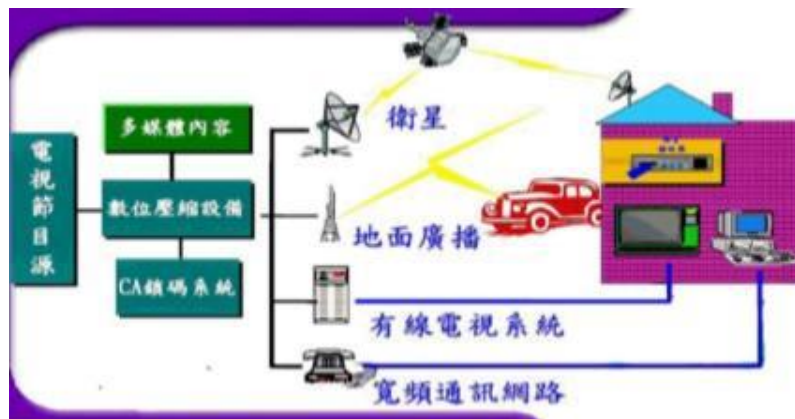 電視節目源
多媒體內容
數位壓縮設備
CA鎖码系統
衛星
地面廣播
有線電視系統
寬頻通訊網路